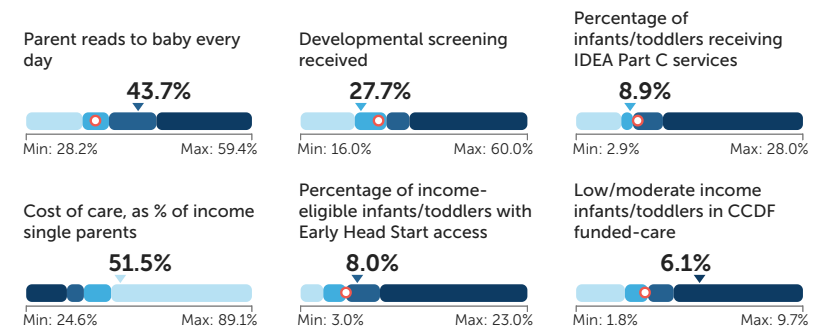 Parent reads to baby every
day
43.7%
Min: 28.2%
Max: 59.4%
Developmental screening
received
27.7%
Min: 16.0%
Max: 60.0%
Percentage of
infants/toddlers receiving
IDEA Part C services
8.9%
Min: 2.9%
Max: 28.0%
Cost of care, as % of income
single parents
51.5%
Min: 24.6%
Max: 89.1%
Percentage of income-
eligible infants/toddlers with
Early Head Start access
8.0%
Min: 3.0%
Max: 23.0%
Low/moderate income
infants/toddlers in CCDF
funded-care
6.1%
Min: 1.8%
Max: 9.7%